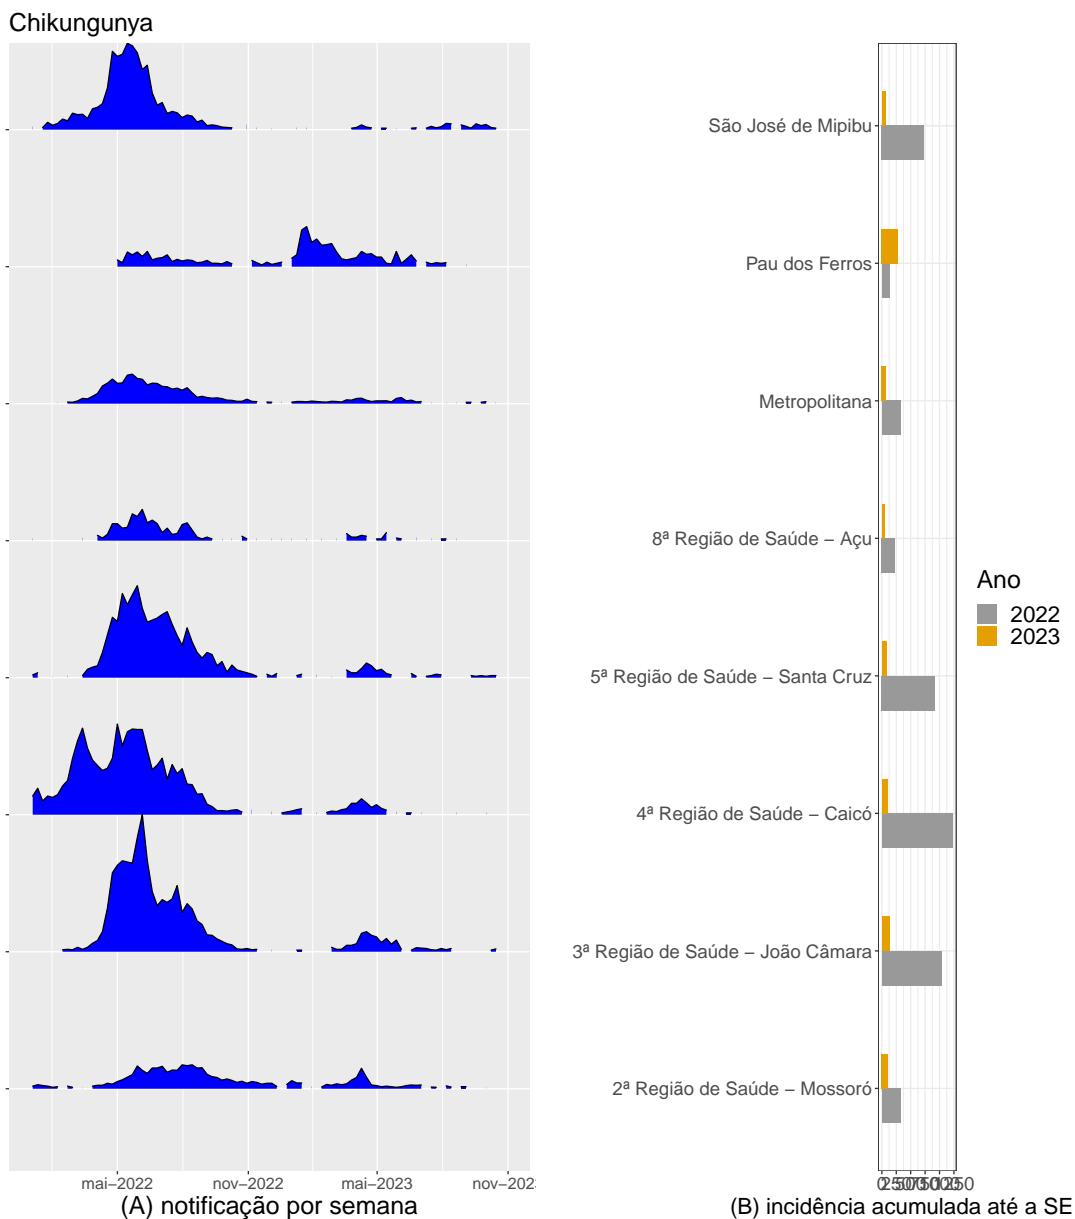 Chikungunya
São José de Mipibu
Pau dos Ferros
Metropolitana
8ª Região de Saúde – Açu
5ª Região de Saúde – Santa Cruz
4ª Região de Saúde – Caicó
3ª Região de Saúde – João Câmara
2ª Região de Saúde – Mossoró
Ano
2022
2023
mai–2022 nov–2022 mai–2023
(A) notificação por semana
(B) incidência acumulada até a SE